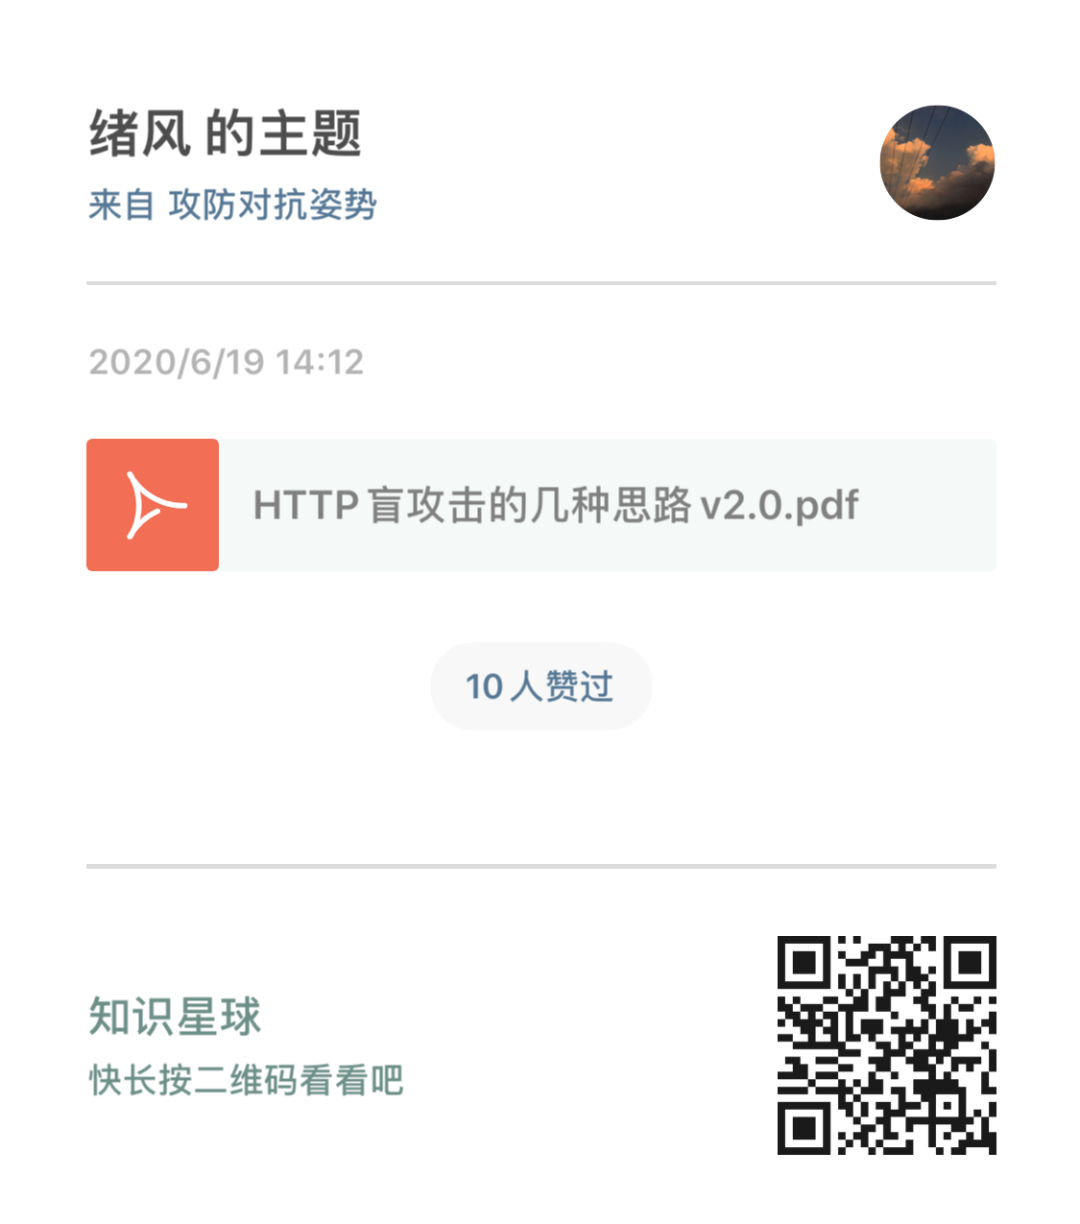 绪风 的主题
来自 攻防对抗姿势
2020/6/19 14:12
HTTP 盲攻击的几种思路 v2.0.pdf
10 人赞过
知识星球
快长按二维码看看吧